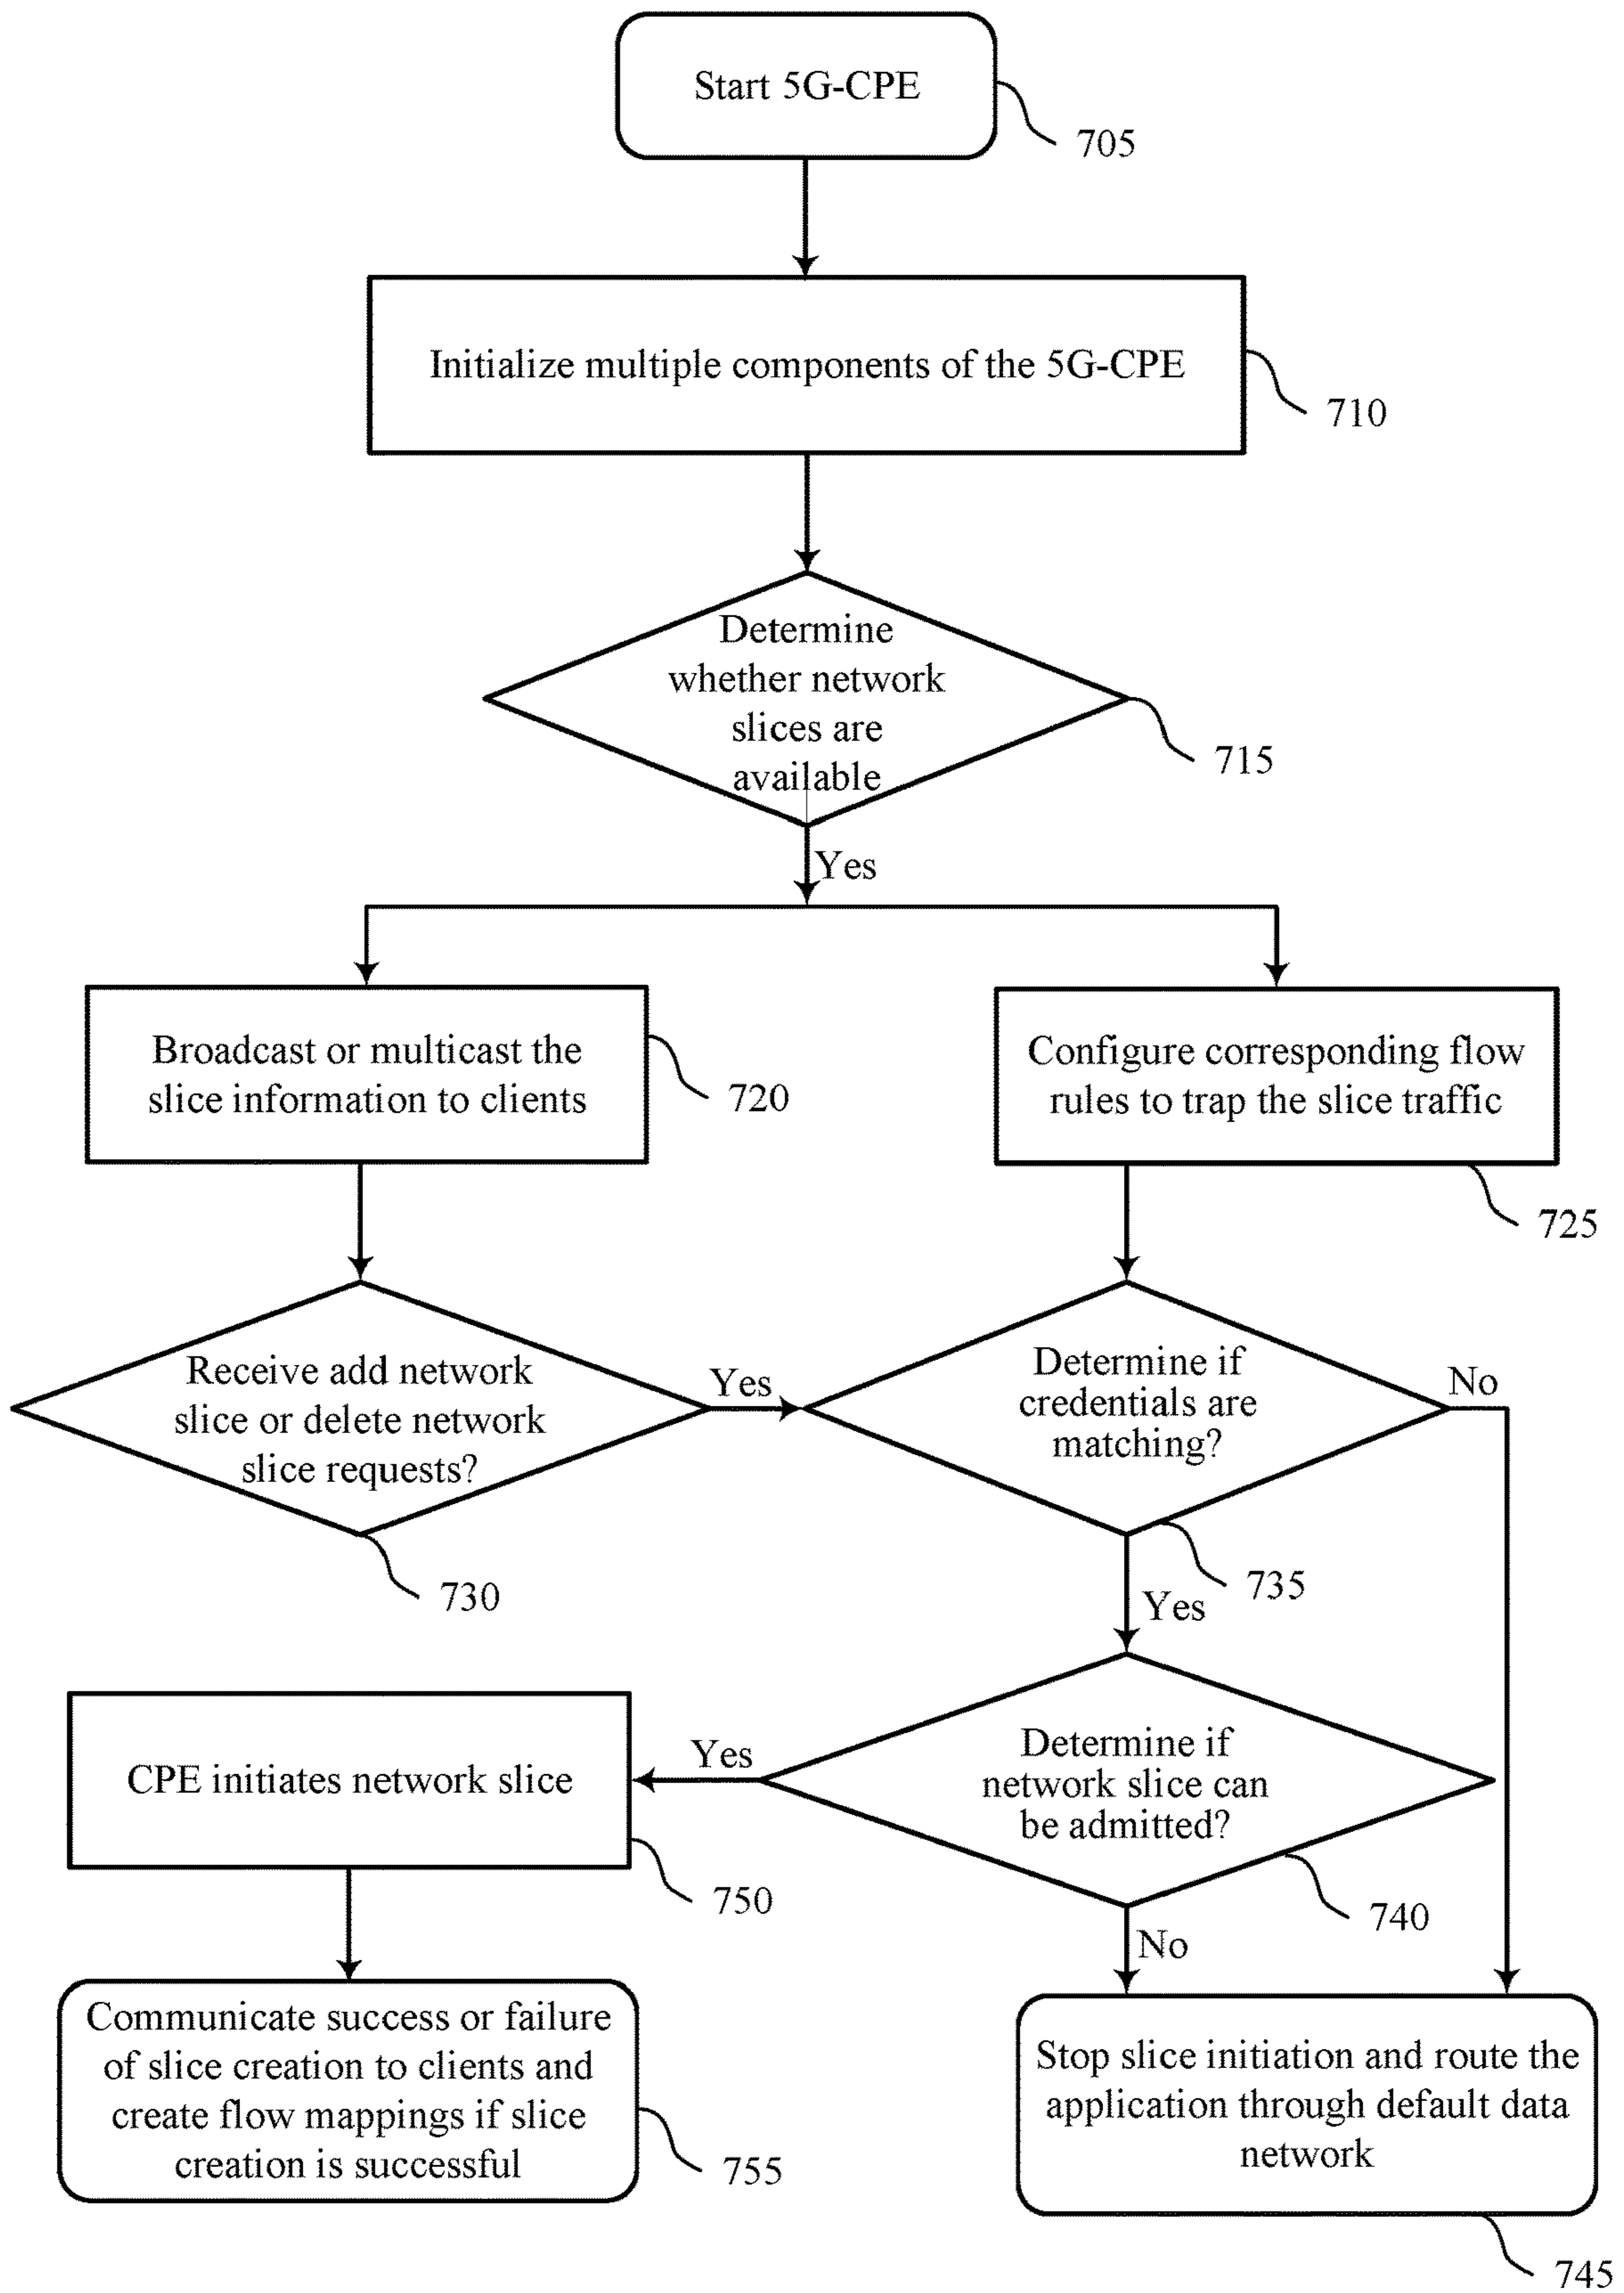 Start 5G-CPE
705
Initialize multiple components of the 5G-CPE
710
Determine
whether network
slices are
available
715
Yes
Broadcast or multicast the
slice information to clients
720
Configure corresponding flow
rules to trap the slice traffic
725
Receive add network
slice or delete network
slice requests?
730
Yes
Determine if
credentials are
matching?
No
735
Yes
CPE initiates network slice
750
Yes
Determine if
network slice can
be admitted?
740
No
Communicate success or failure
of slice creation to clients and
create flow mappings if slice
creation is successful
755
Stop slice initiation and route the
application through default data
network
745